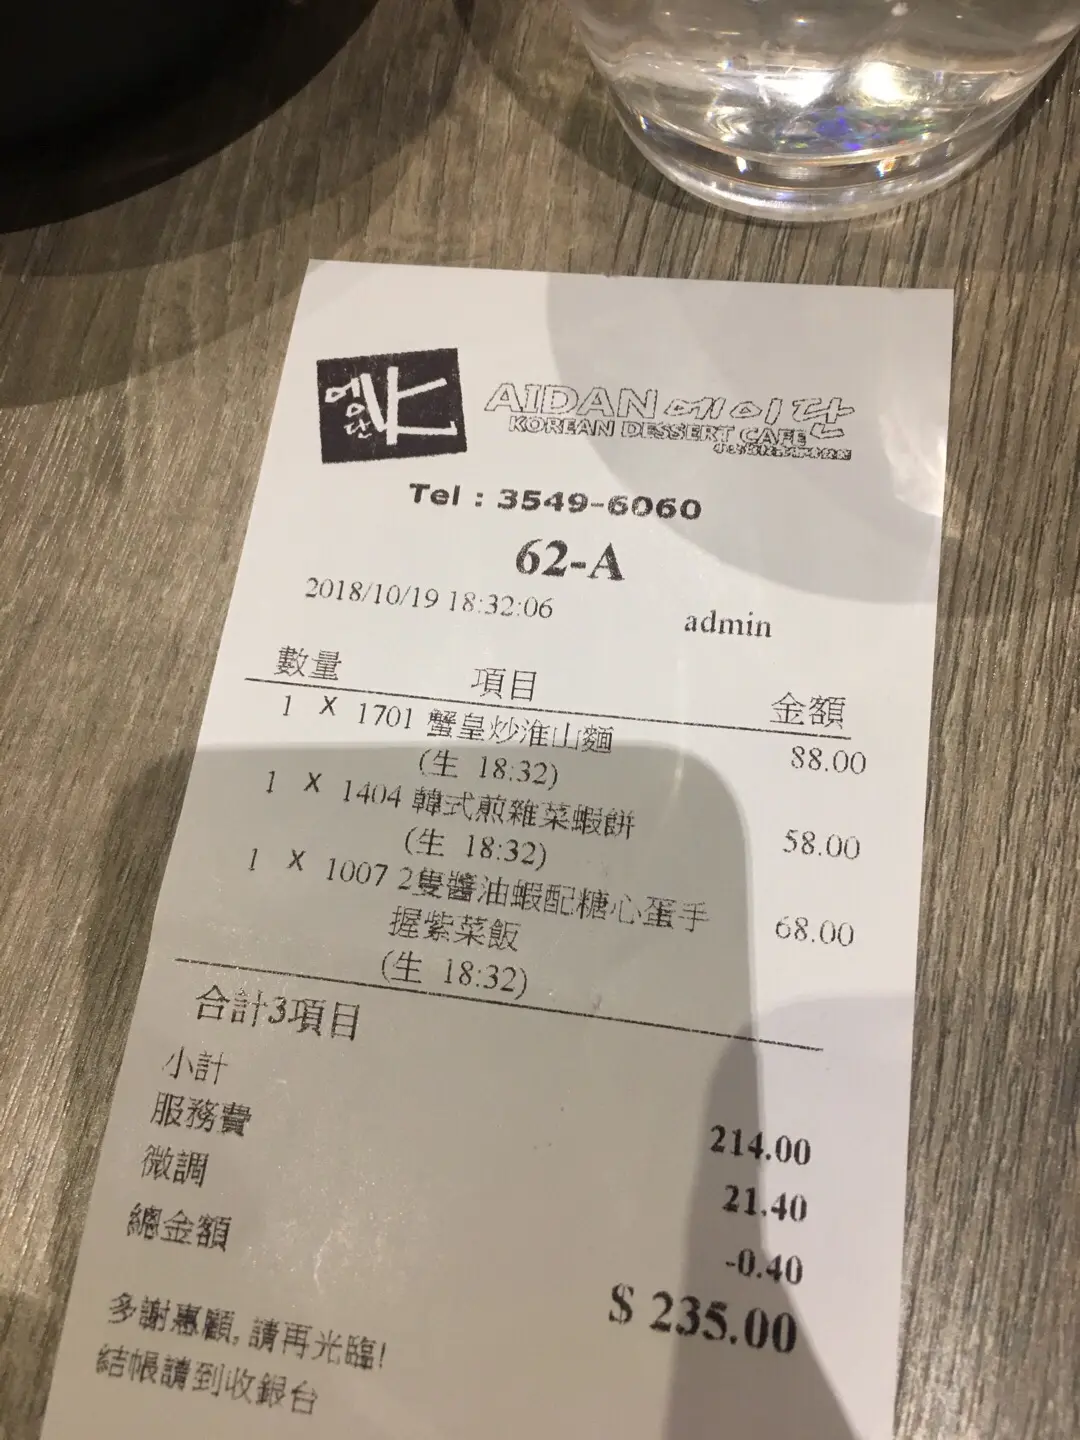 에이단 K
AIDAN 에이단
KOREAN DESSERT CAFE
Tel : 3549-6060
62-A
2018/10/19 18:32:06 admin
數量 項目 金額
1 X 1701 蟹皇炒淮山麵 88.00
(生 18:32)
1 X 1404 韓式煎雜菜蝦餅 58.00
(生 18:32)
1 X 1007 2隻醬油蝦配糖心蛋手 68.00
握紫菜飯
(生 18:32)
合計3項目
小計 214.00
服務費 21.40
微調 -0.40
總金額 $ 235.00
多謝惠顧, 請再光臨!
結帳請到收銀台